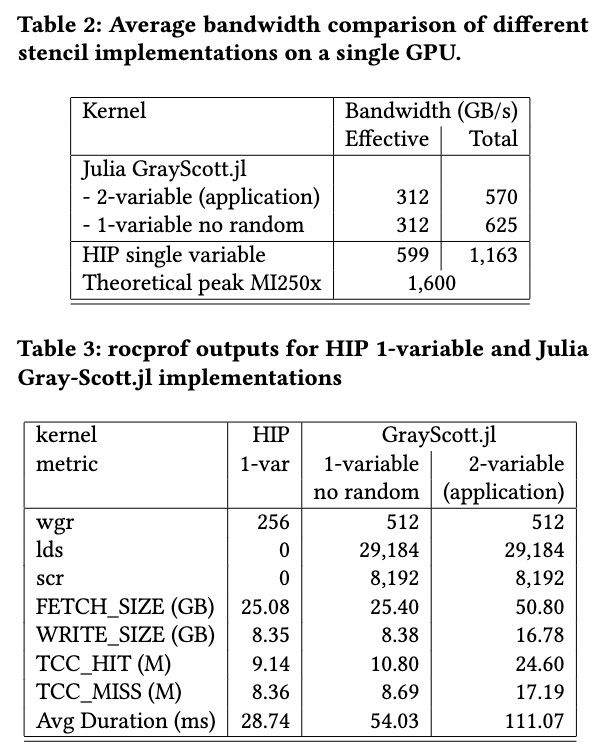 Table 2: Average bandwidth comparison of different
stencil implementations on a single GPU.
Kernel Bandwidth (GB/s)
Effective Total
Julia GrayScott.jl
- 2-variable (application) 312 570
- 1-variable no random 312 625
HIP single variable 599 1,163
Theoretical peak MI250x 1,600
Table 3: rocprof outputs for HIP 1-variable and Julia
Gray-Scott.jl implementations
kernel HIP GrayScott.jl
metric 1-var 1-variable 2-variable
no random (application)
wgr 256 512 512
lds 0 29,184 29,184
scr 0 8,192 8,192
FETCH_SIZE (GB) 25.08 25.40 50.80
WRITE_SIZE (GB) 8.35 8.38 16.78
TCC_HIT (M) 9.14 10.80 24.60
TCC_MISS (M) 8.36 8.69 17.19
Avg Duration (ms) 28.74 54.03 111.07